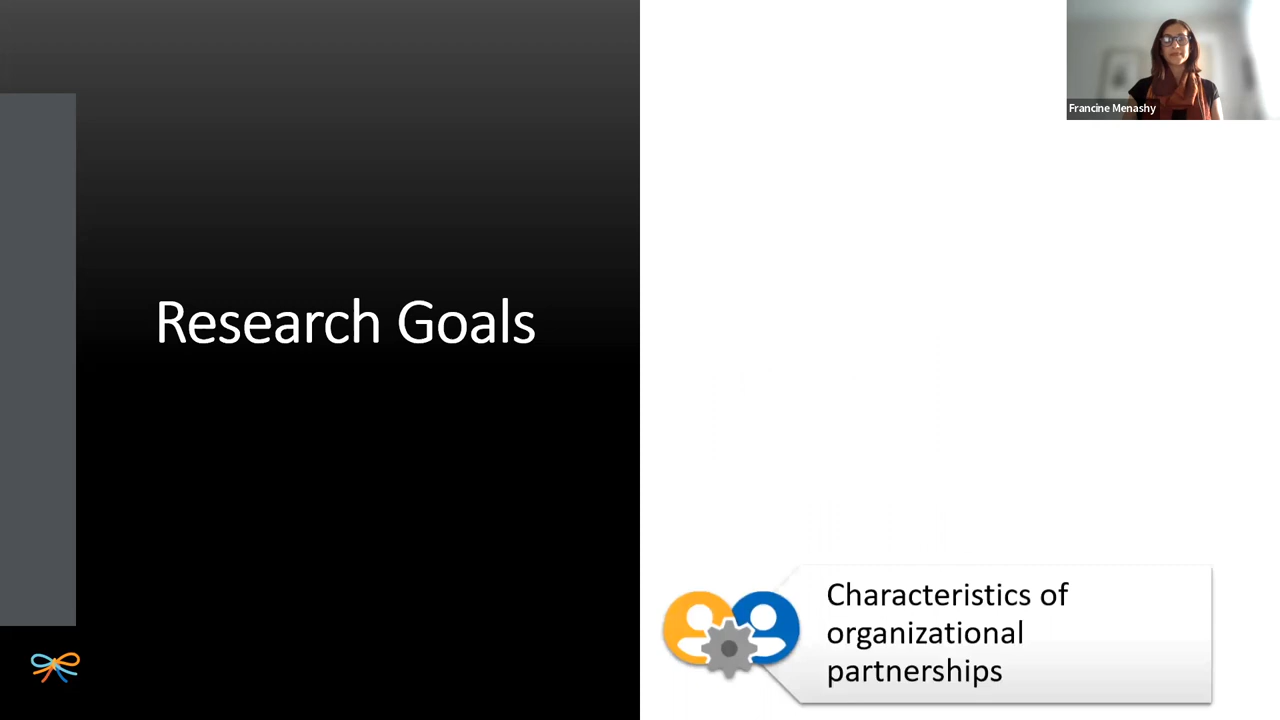 Francine Menashy
Research Goals
Characteristics of
organizational
partnerships